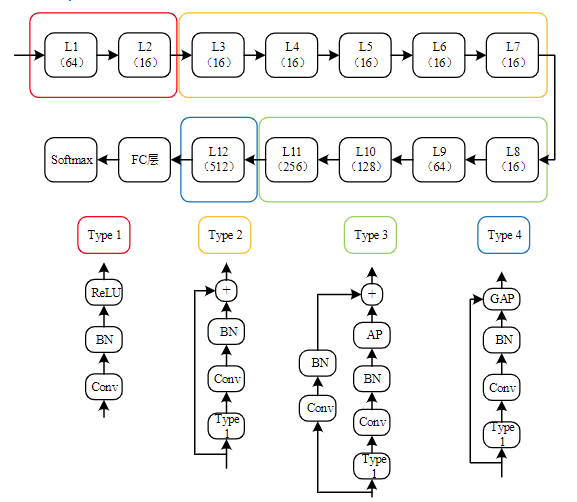 L1
（64）
L2
（16）
L3
（16）
L4
（16）
L5
（16）
L6
（16）
L7
（16）
Softmax
FC层
L12
（512）
L11
（256）
L10
（128）
L9
（64）
L8
（16）
Type 1
Type 2
Type 3
Type 4
ReLU
BN
Conv
+
BN
Conv
Type
1
+
AP
BN
BN
Conv
Conv
Type
1
GAP
BN
Conv
Type
1